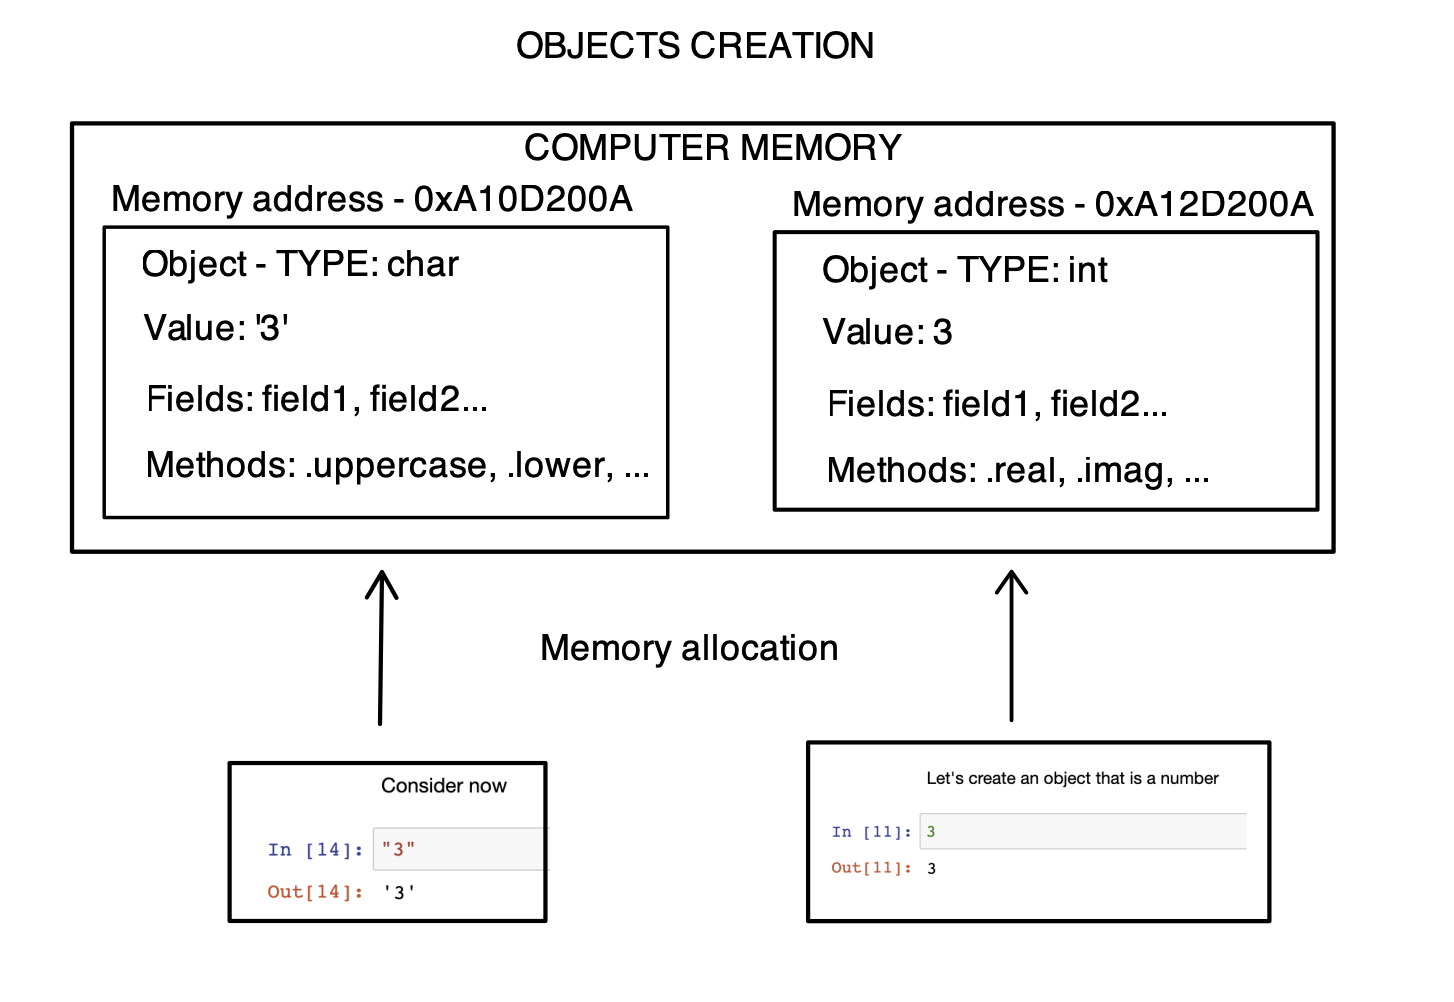 OBJECTS CREATION
COMPUTER MEMORY
Memory address - 0xA10D200A
Object - TYPE: char
Value: '3'
Fields: field1, field2...
Methods: .uppercase, .lower, ...
Memory address - 0xA12D200A
Object - TYPE: int
Value: 3
Fields: field1, field2...
Methods: .real, .imag, ...
Memory allocation
Consider now
In [14]: "3"
Out[14]: '3'
Let's create an object that is a number
In [11]: 3
Out[11]: 3